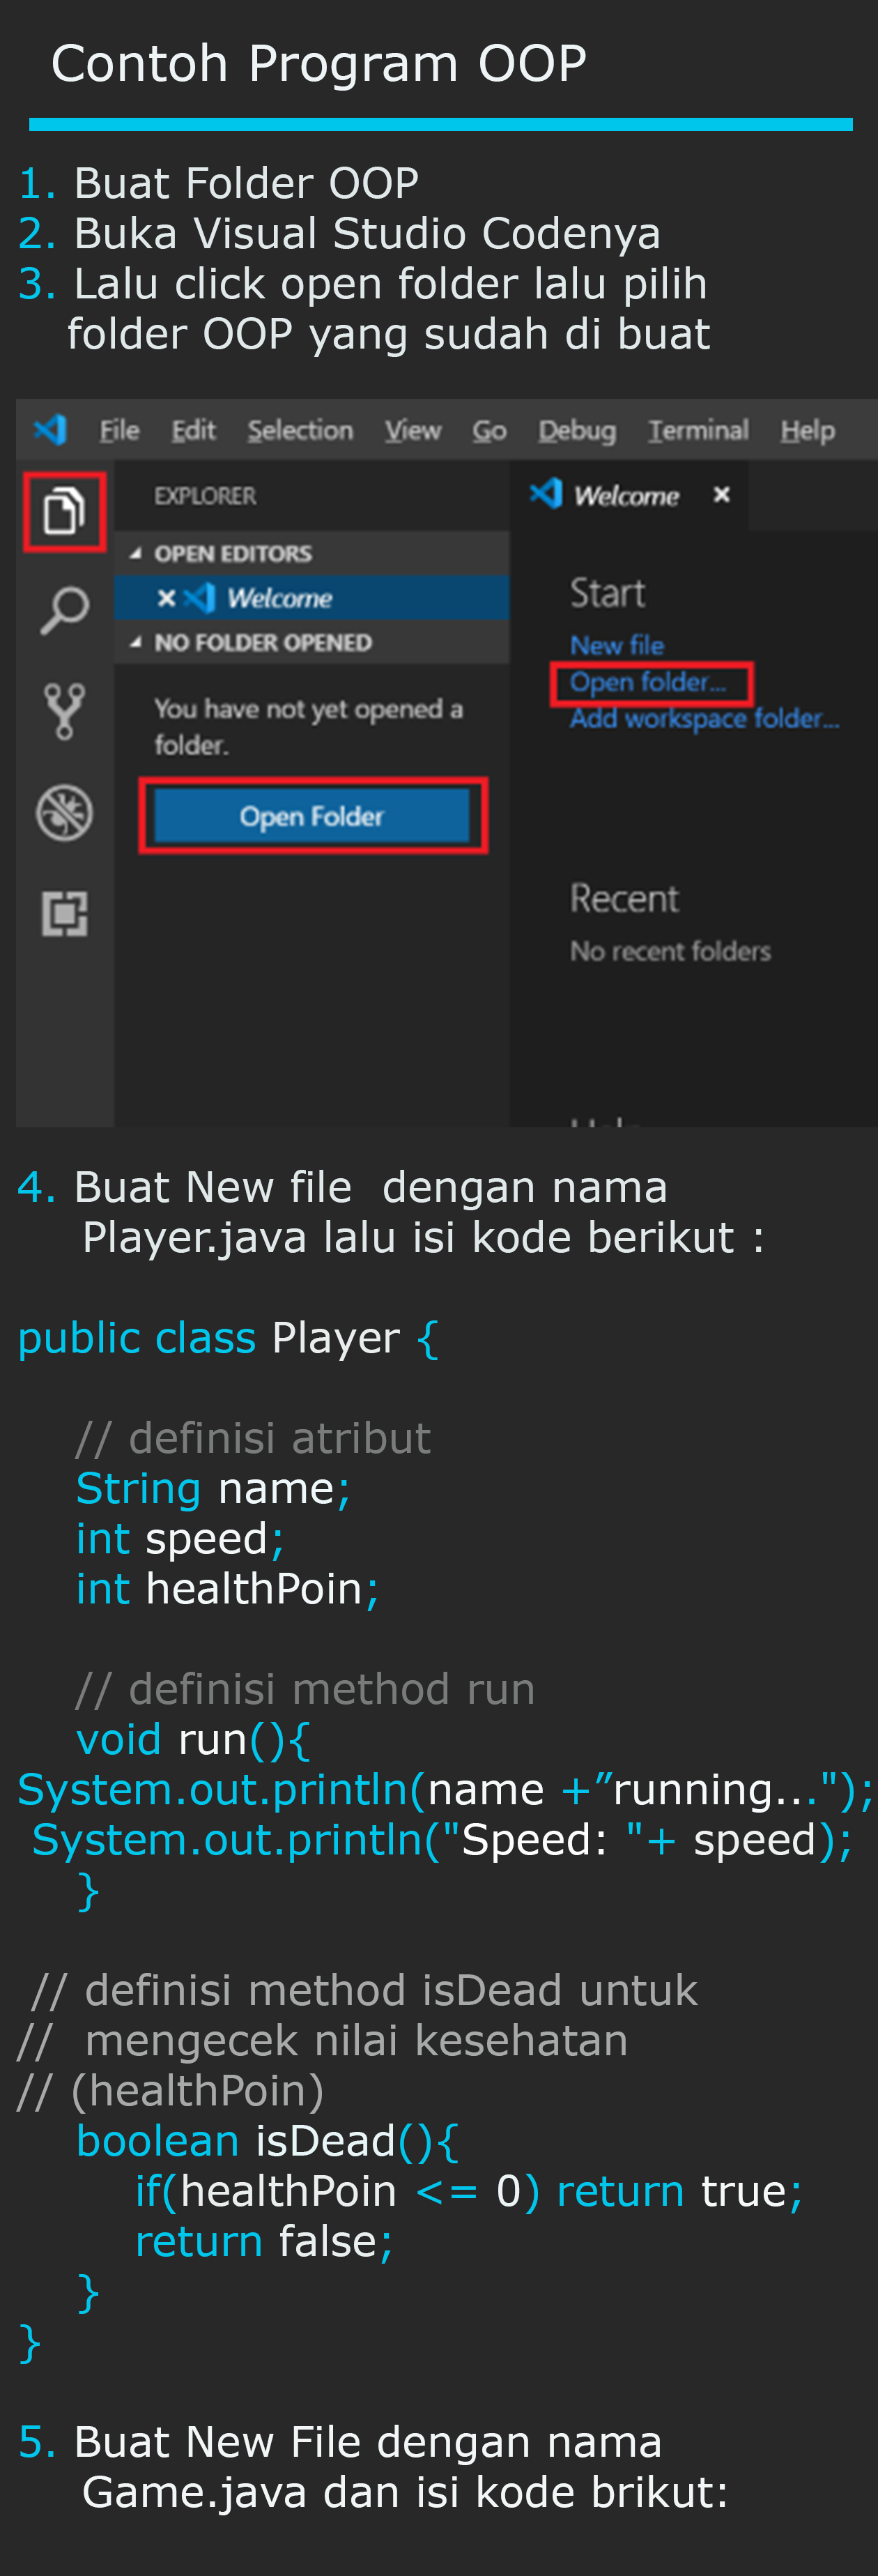 Contoh Program OOP
1. Buat Folder OOP
2. Buka Visual Studio Codenya
3. Lalu click open folder lalu pilih
folder OOP yang sudah di buat
File Edit Selection View Go Debug Terminal Help
EXPLORER
OPEN EDITORS
Welcome
NO FOLDER OPENED
You have not yet opened a
folder.
Open Folder
Welcome
Start
New file
Open folder...
Add workspace folder...
Recent
No recent folders
Help
4. Buat New file  dengan nama
Player.java lalu isi kode berikut :
public class Player {
// definisi atribut
String name;
int speed;
int healthPoin;
// definisi method run
void run(){
System.out.println(name +”running...");
System.out.println("Speed: "+ speed);
}
// definisi method isDead untuk
//  mengecek nilai kesehatan
// (healthPoin)
boolean isDead(){
if(healthPoin <= 0) return true;
return false;
}
}
5. Buat New File dengan nama
Game.java dan isi kode brikut: